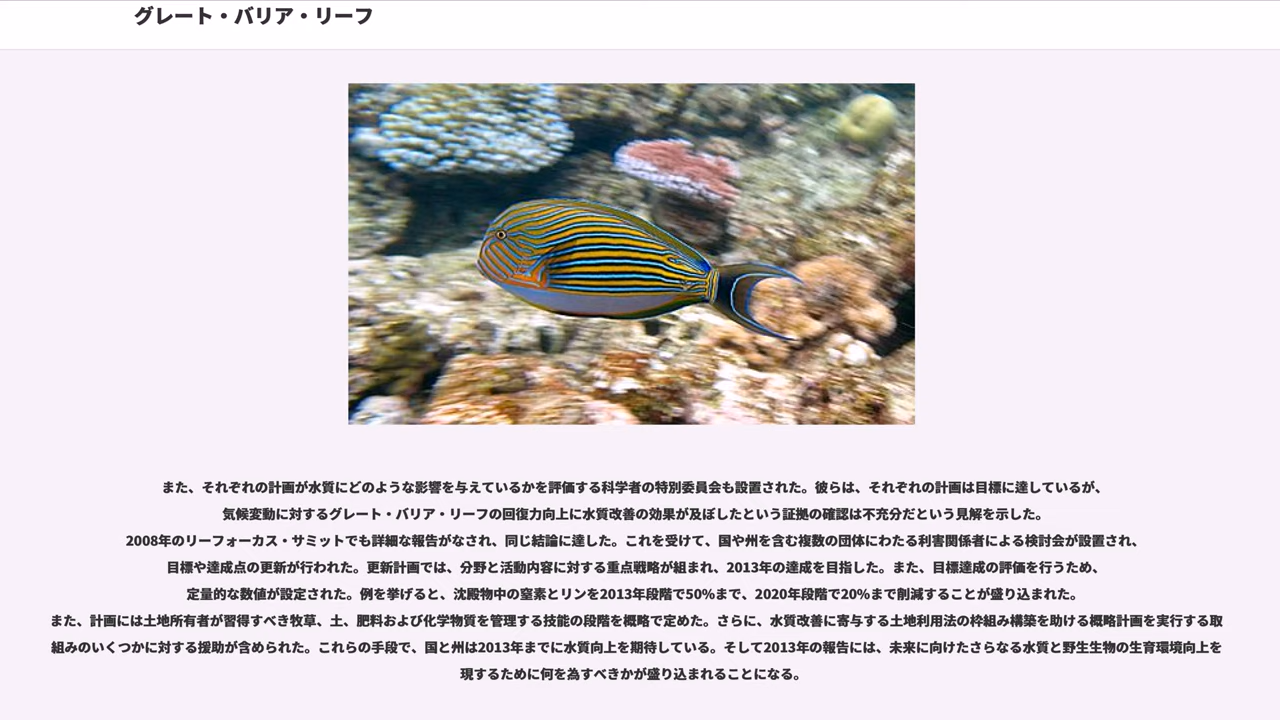 グレート・バリア・リーフ
また、それぞれの計画が水質にどのような影響を与えているかを評価する科学者の特別委員会も設置された。彼らは、それぞれの計画は目標に達しているが、
気候変動に対するグレート・バリア・リーフの回復力向上に水質改善の効果が及ぼしたという証拠の確認は不充分だという見解を示した。
2008年のリーフォーカス・サミットでも詳細な報告がなされ、同じ結論に達した。これを受けて、国や州を含む複数の団体にわたる利害関係者による検討会が設置され、
目標や達成点の更新が行われた。更新計画では、分野と活動内容に対する重点戦略が組まれ、2013年の達成を目指した。また、目標達成の評価を行うため、
定量的な数値が設定された。例を挙げると、沈殿物中の窒素とリンを2013年段階で50%まで、2020年段階で20%まで削減することが盛り込まれた。
また、計画には土地所有者が習得すべき牧草、土、肥料および化学物質を管理する技能の段階を概略で定めた。さらに、水質改善に寄与する土地利用法の枠組み構築を助ける概略計画を実行する取
組みのいくつかに対する援助が含められた。これらの手段で、国と州は2013年までに水質向上を期待している。そして2013年の報告には、未来に向けたさらなる水質と野生生物の生育環境向上を
現するために何を為すべきかが盛り込まれることになる。